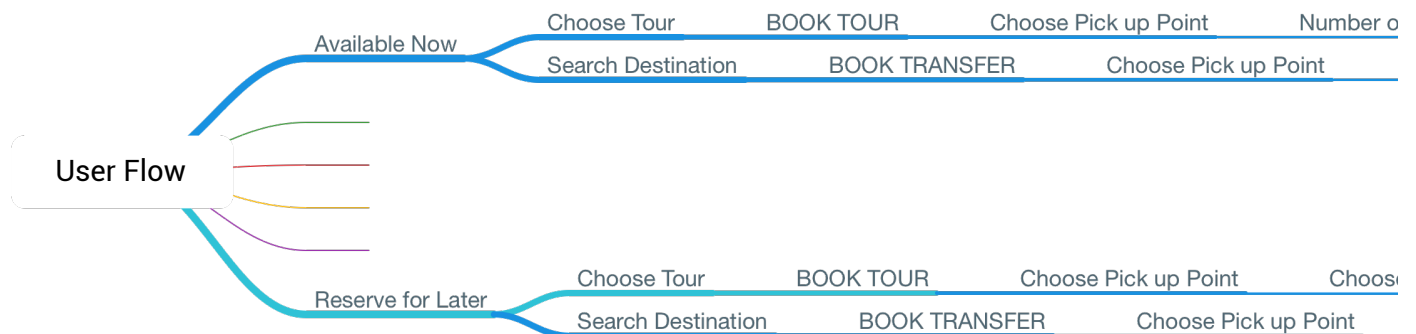 Choose Tour BOOK TOUR Choose Pick up Point Number
Available Now
Search Destination BOOK TRANSFER Choose Pick up Point
User Flow
Choose Tour BOOK TOUR Choose Pick up Point
Reserve for Later
Search Destination BOOK TRANSFER Choose Pick up Point